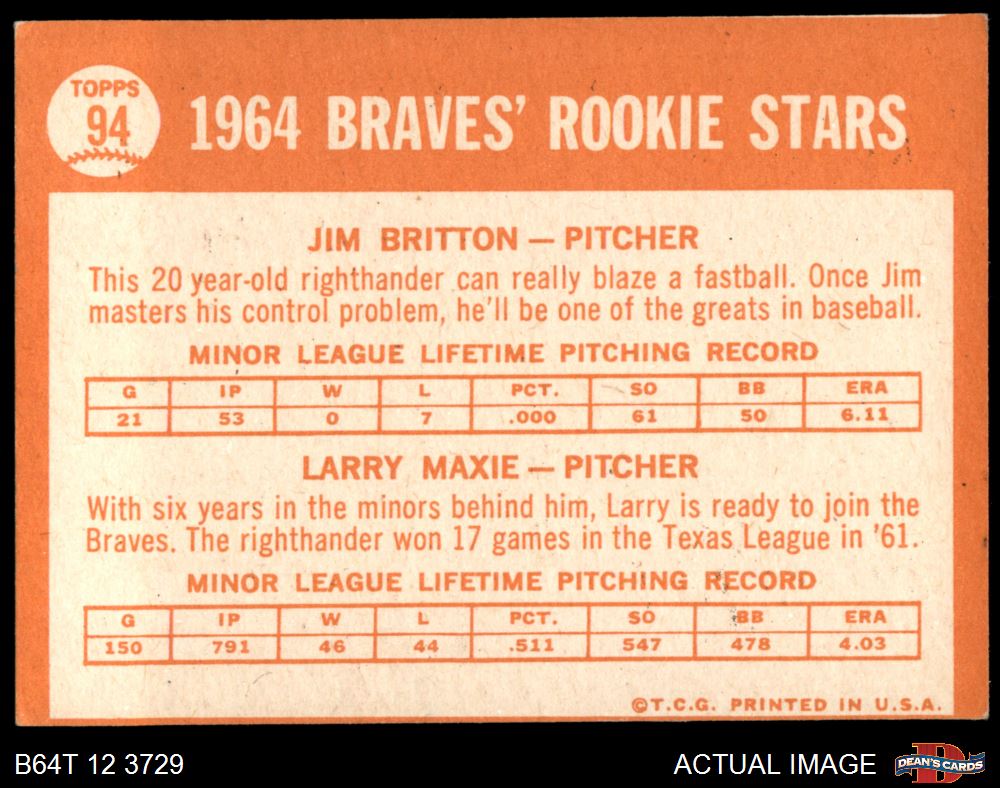 TOPPS
94
1964 BRAVES' ROOKIE STARS
JIM BRITTON — PITCHER
This 20 year-old righthander can really blaze a fastball. Once Jim
masters his control problem, he'll be one of the greats in baseball.
MINOR LEAGUE LIFETIME PITCHING RECORD
G IP W L PCT. SO BB ERA
21 53 0 7 .000 61 50 6.11
LARRY MAXIE — PITCHER
With six years in the minors behind him, Larry is ready to join the
Braves. The righthander won 17 games in the Texas League in '61.
MINOR LEAGUE LIFETIME PITCHING RECORD
G IP W L PCT. SO BB ERA
150 791 46 44 .511 547 478 4.03
©T.C.G. PRINTED IN U.S.A.
B64T 12 3729
ACTUAL IMAGE
DEAN'S CARDS